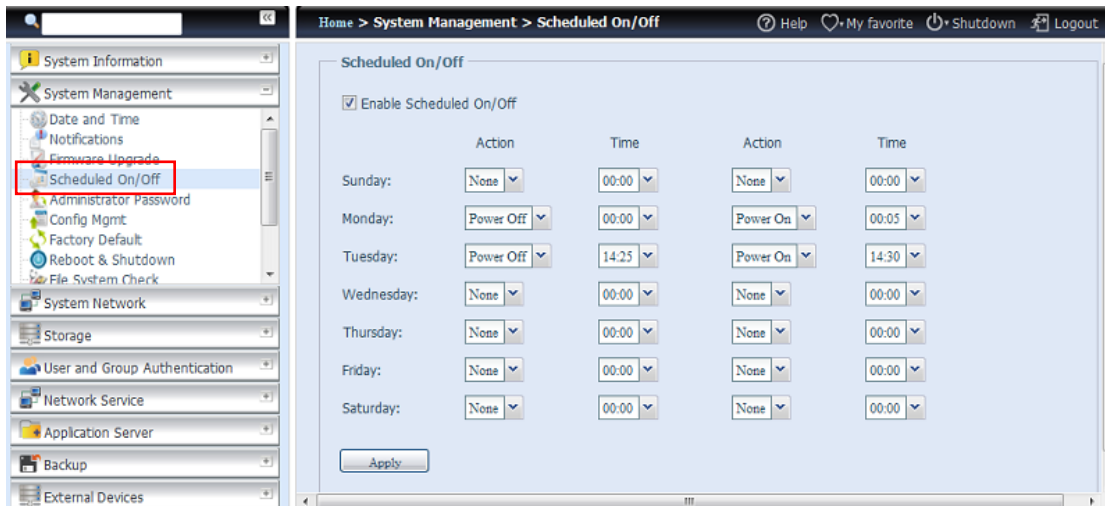 Home > System Management > Scheduled On/Off
Help
My favorite
Shutdown
Logout
System Information
System Management
Date and Time
Notifications
Firmware Upgrade
Scheduled On/Off
Administrator Password
Config Mgmt
Factory Default
Reboot & Shutdown
File System Check
System Network
Storage
User and Group Authentication
Network Service
Application Server
Backup
External Devices
Scheduled On/Off
Enable Scheduled On/Off
Action Time Action Time
Sunday: None 00:00 None 00:00
Monday: Power Off 00:00 Power On 00:05
Tuesday: Power Off 14:25 Power On 14:30
Wednesday: None 00:00 None 00:00
Thursday: None 00:00 None 00:00
Friday: None 00:00 None 00:00
Saturday: None 00:00 None 00:00
Apply